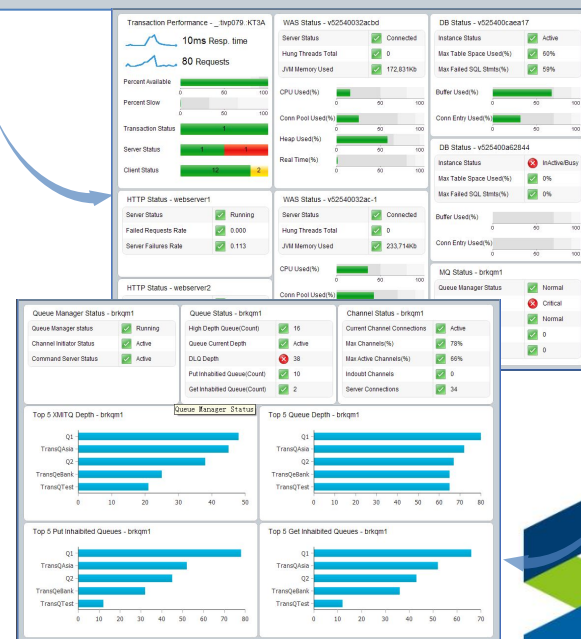 Transaction Performance - _:tivp079::KT3A
10ms Resp. time
80 Requests
Percent Available
0 50 100
Percent Slow
0 50 100
Transaction Status 1
Server Status 1 1
Client Status 12 2
HTTP Status - webserver1
Server Status Running
Failed Requests Rate 0.000
Server Failures Rate 0.113
HTTP Status - webserver2
WAS Status - v52540032acbd
Server Status Connected
Hung Threads Total 0
JVM Memory Used 172,831Kb
CPU Used(%)
0 50 100
Conn Pool Used(%)
0 50 100
Heap Used(%)
0 50 100
Real Time(%)
0 50 100
WAS Status - v52540032ac-1
Server Status Connected
Hung Threads Total 0
JVM Memory Used 233,714Kb
CPU Used(%)
0 50 100
Conn Pool Used(%)
DB Status - v525400caea17
Instance Status Active
Max Table Space Used(%) 60%
Max Failed SQL Stmts(%) 59%
Buffer Used(%)
0 50 100
Conn Entry Used(%)
0 50 100
DB Status - v525400a62844
Instance Status InActive/Busy
Max Table Space Used(%) 0%
Max Failed SQL Stmts(%) 0%
Buffer Used(%)
0 50 100
Conn Entry Used(%)
0 50 100
MQ Status - brkqm1
Queue Manager Status Normal
Critical
Normal
0
0
Queue Manager Status - brkqm1
Queue Manager status Running
Channel Initiator Status Active
Command Server Status Active
Queue Status - brkqm1
High Depth Queue(Count) 16
Queue Current Depth Active
DLQ Depth 38
Put Inhabitied Queue(Count) 10
Get Inhabitied Queue(Count) 2
Queue Manager Status
Channel Status - brkqm1
Current Channel Connections Active
Max Channels(%) 78%
Max Active Channels(%) 66%
Indoubt Channels 0
Server Connections 34
Top 5 XMITQ Depth - brkqm1
Q1
TransQAsia
Q2
TransQeBank
TransQTest
0 10 20 30 40 50
Top 5 Queue Depth - brkqm1
Q1
TransQAsia
Q2
TransQeBank
TransQTest
0 10 20 30 40 50 60 70 80
Top 5 Put Inhaibited Queues - brkqm1
Q1
TransQAsia
Q2
TransQeBank
TransQTest
0 10 20 30 40 50 60 70 80
Top 5 Get Inhaibited Queues - brkqm1
Q1
TransQAsia
Q2
TransQeBank
TransQTest
0 10 20 30 40 50 60 70